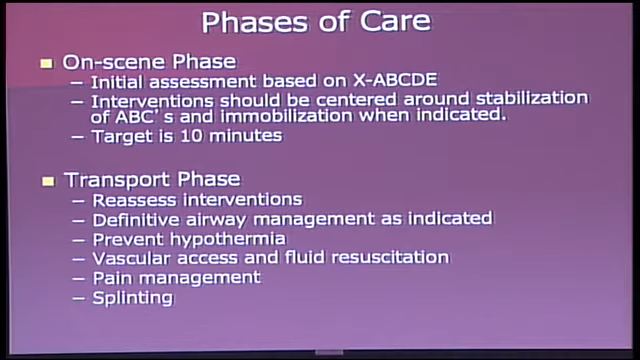 Phases of Care
On-scene Phase
– Initial assessment based on X-ABCDE
– Interventions should be centered around stabilization
of ABC's and immobilization when indicated.
– Target is 10 minutes
Transport Phase
– Reassess interventions
– Definitive airway management as indicated
– Prevent hypothermia
– Vascular access and fluid resuscitation
– Pain management
– Splinting